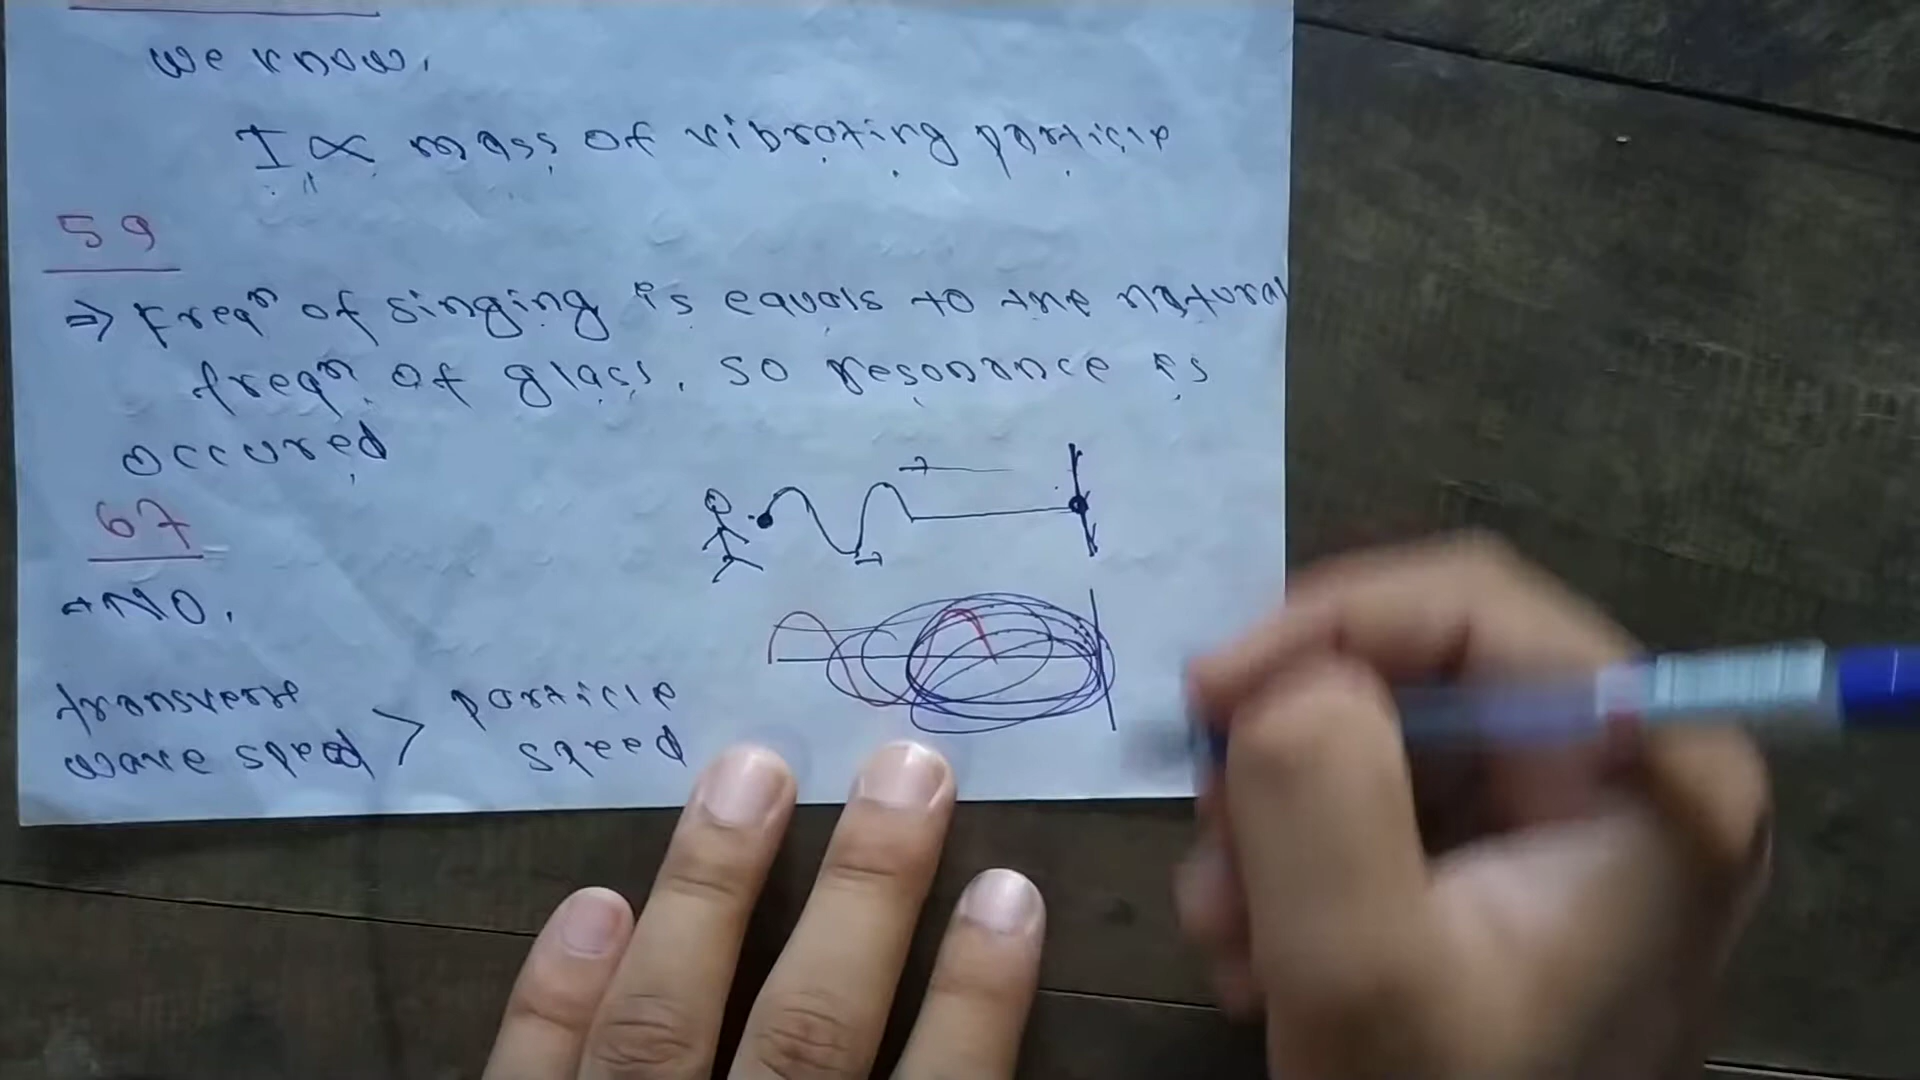 we know,
I ∝ mass of vibrating particle
59
⇒ Freqⁿ of singing is equals to the natural
freqⁿ of glass. so resonance is
occured
67
→ NO.
transverse
wave speed > particle
speed